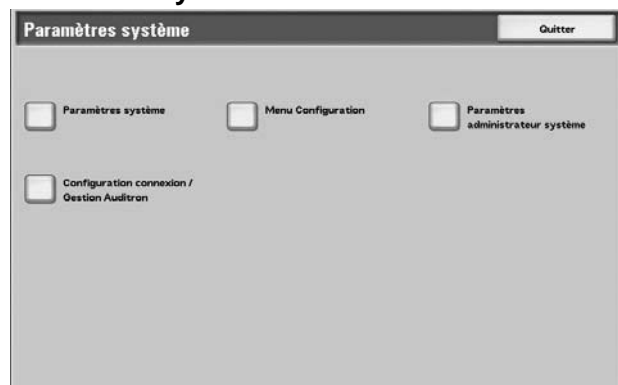 Paramètres système
Quitter
Paramètres système
Menu Configuration
Paramètres
administrateur système
Configuration connexion /
Gestion Auditron